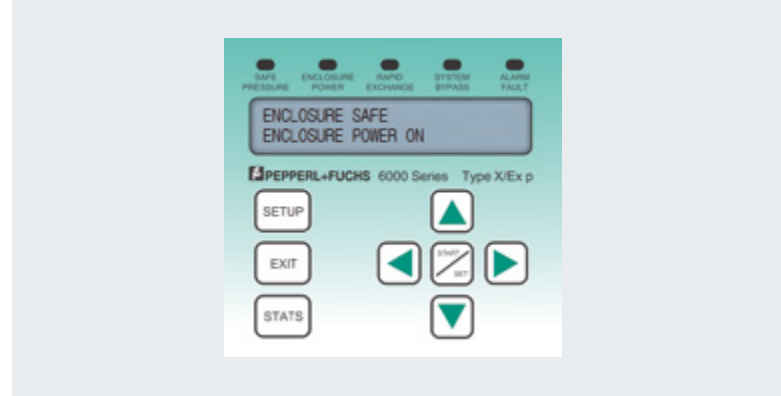 SAFE PRESSURE
ENCLOSURE POWER
RAPID EXCHANGE
SYSTEM BYPASS
ALARM FAULT
ENCLOSURE SAFE
ENCLOSURE POWER ON
PEPPERL+FUCHS 6000 Series Type X/Ex p
SETUP
EXIT
START
SET
STATS